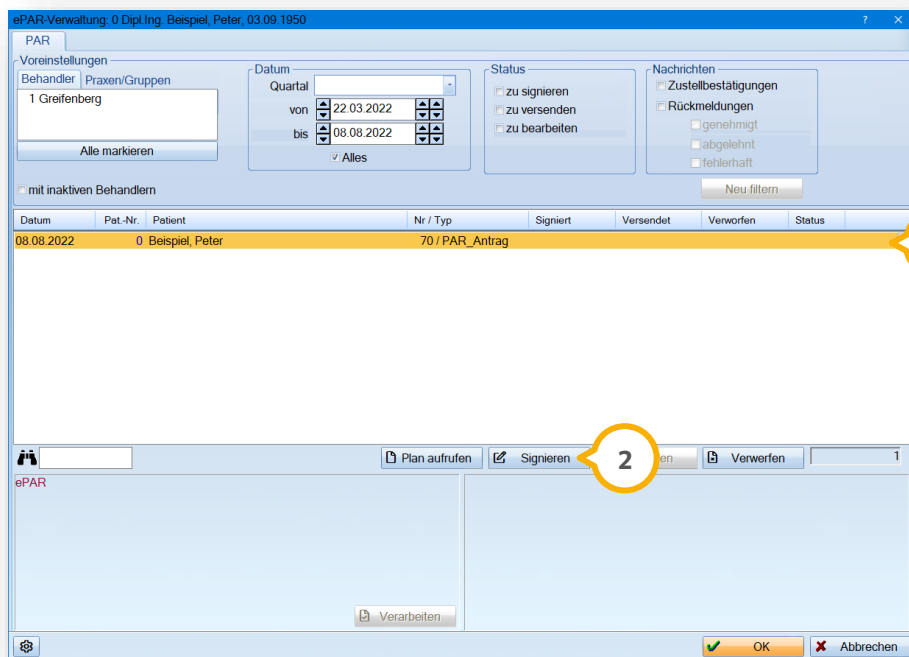 ePAR-Verwaltung: 0 Dipl.Ing. Beispiel, Peter, 03.09.1950 ? ×
PAR
Voreinstellungen
Behandler Praxen/Gruppen
1 Greifenberg
Alle markieren
mit inaktiven Behandlern
Datum
Quartal
von 22.03.2022
bis 08.08.2022
Alles
Status
zu signieren
zu versenden
zu bearbeiten
Nachrichten
Zustellbestätigungen
Rückmeldungen
genehmigt
abgelehnt
fehlerhaft
Neu filtern
Datum Pat.-Nr. Patient Nr / Typ Signiert Versendet Verworfen Status
08.08.2022 0 Beispiel, Peter 70 / PAR_Antrag
Plan aufrufen Signieren 2 Verwerfen 1
ePAR
Verarbeiten
OK Abbrechen